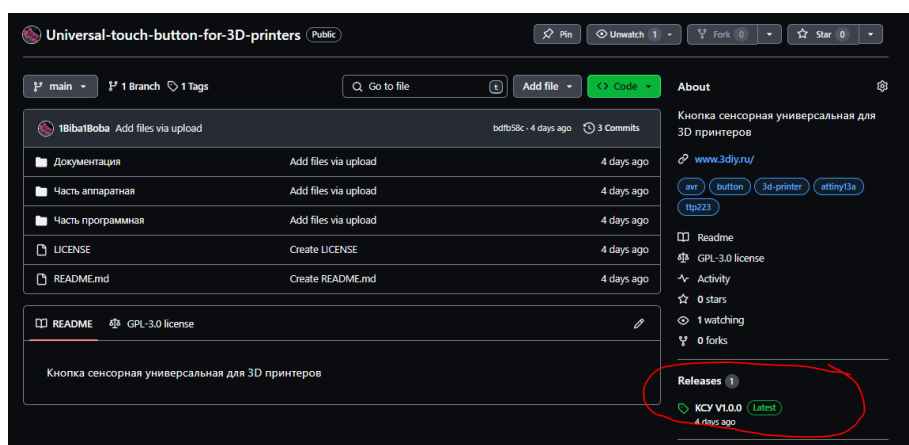 Universal-touch-button-for-3D-printers Public
Pin
Unwatch 1
Fork 0
Star 0
main
1 Branch
1 Tags
Go to file
t
Add file
Code
1Biba1Boba Add files via upload
bdfb58c · 4 days ago
3 Commits
Документация Add files via upload 4 days ago
Часть аппаратная Add files via upload 4 days ago
Часть программная Add files via upload 4 days ago
LICENSE Create LICENSE 4 days ago
README.md Create README.md 4 days ago
README
GPL-3.0 license
Кнопка сенсорная универсальная для 3D принтеров
About
Кнопка сенсорная универсальная для
3D принтеров
www.3diy.ru/
avr button 3d-printer attiny13a
ttp223
Readme
GPL-3.0 license
Activity
0 stars
1 watching
0 forks
Releases 1
КСУ V1.0.0 Latest
4 days ago